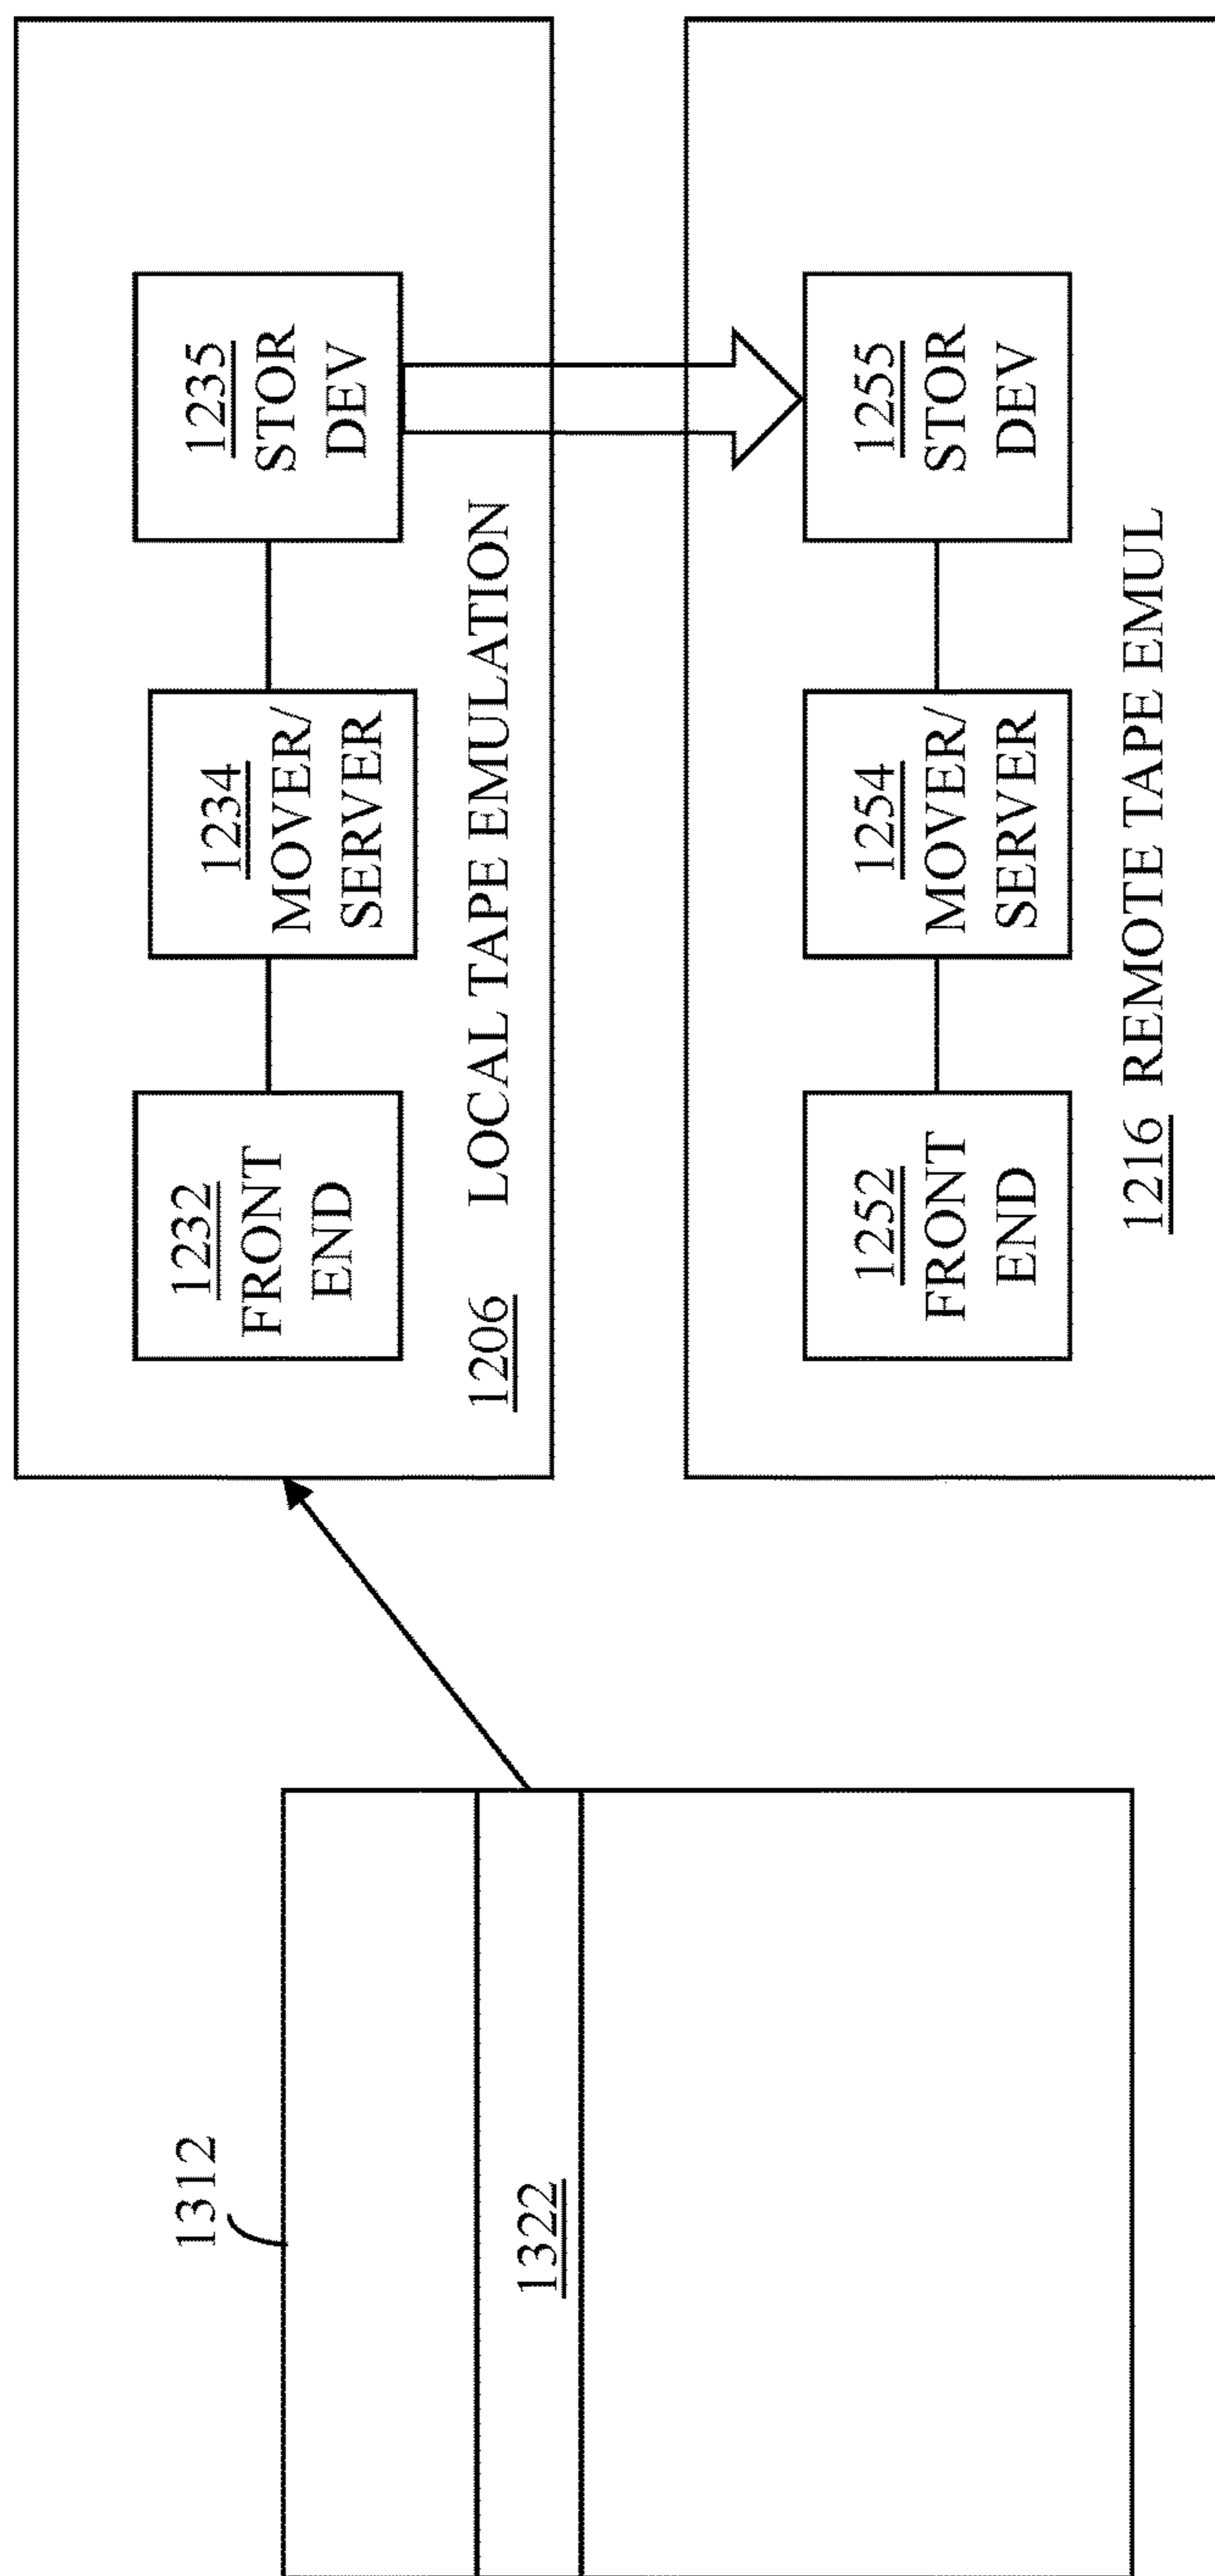 1312
1322
1232
FRONT
END
1234
MOVER/
SERVER
1235
STOR
DEV
1206 LOCAL TAPE EMULATION
1252
FRONT
END
1254
MOVER/
SERVER
1255
STOR
DEV
1216 REMOTE TAPE EMUL